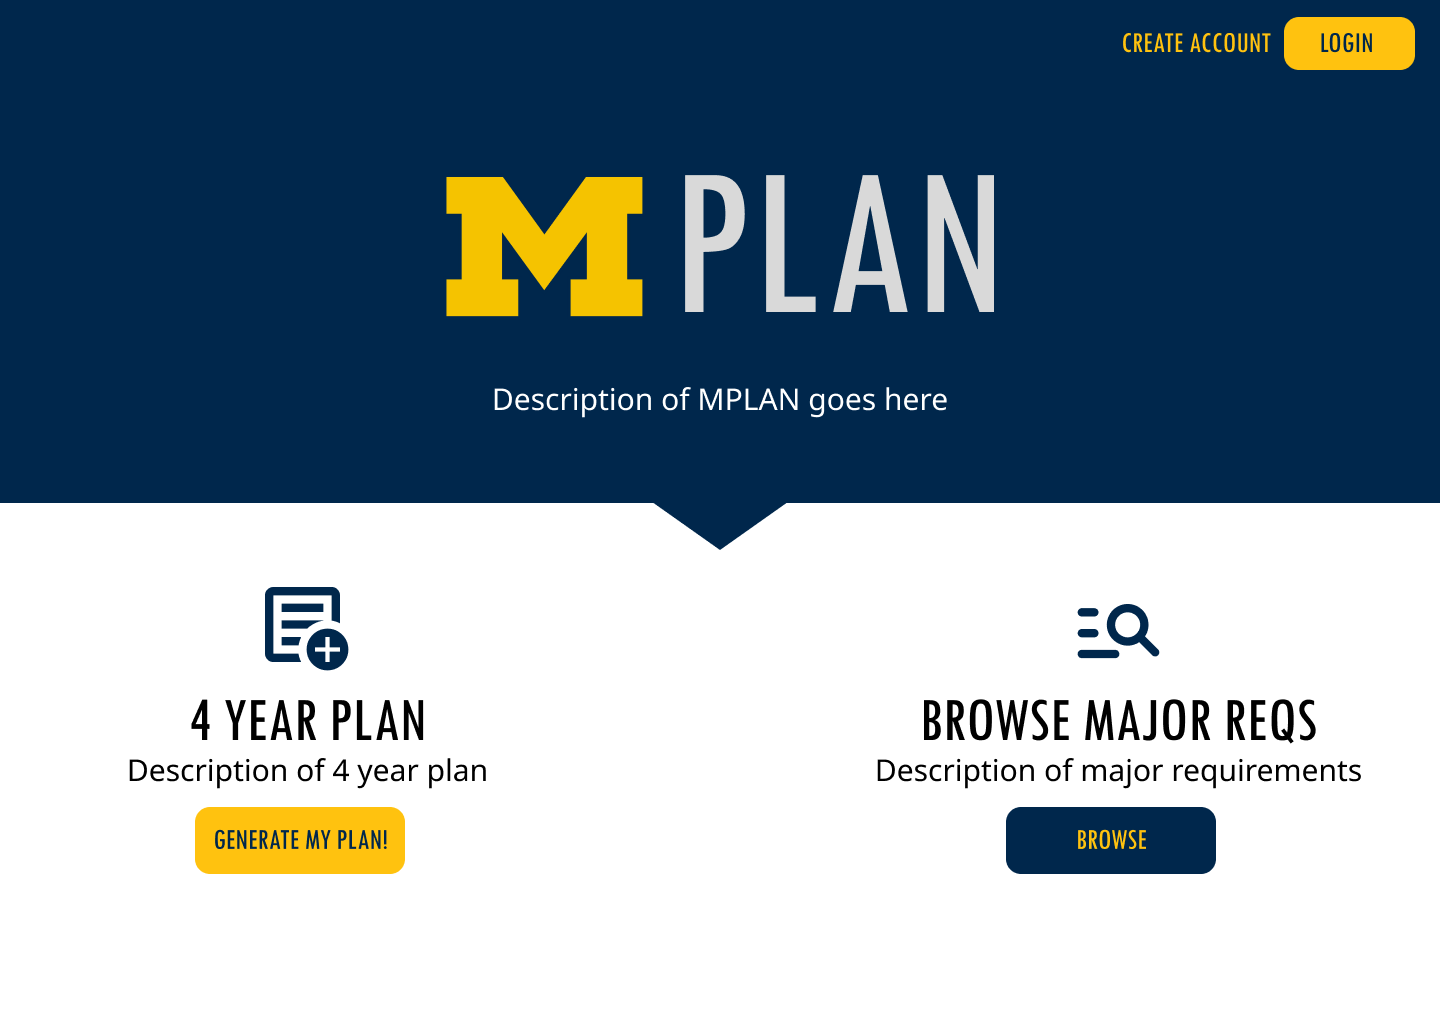 CREATE ACCOUNT LOGIN
M PLAN
Description of MPLAN goes here
4 YEAR PLAN
Description of 4 year plan
GENERATE MY PLAN!
BROWSE MAJOR REQS
Description of major requirements
BROWSE